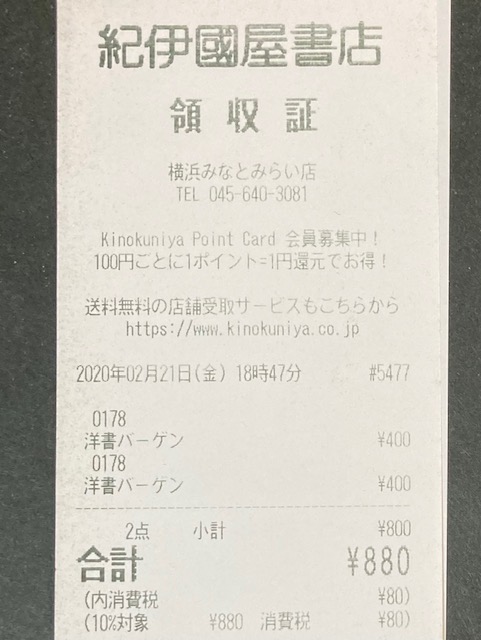 紀伊國屋書店
領収証
横浜みなとみらい店
TEL 045-640-3081
Kinokuniya Point Card 会員募集中!
100円ごとに1ポイント=1円還元でお得!
送料無料の店舗受取サービスもこちらから
https://www.kinokuniya.co.jp
2020年02月21日(金) 18時47分 #5477
0178
洋書バーゲン ¥400
0178
洋書バーゲン ¥400
2点 小計 ¥800
合計 ¥880
(内消費税 ¥80)
(10%対象 ¥880 消費税 ¥80)